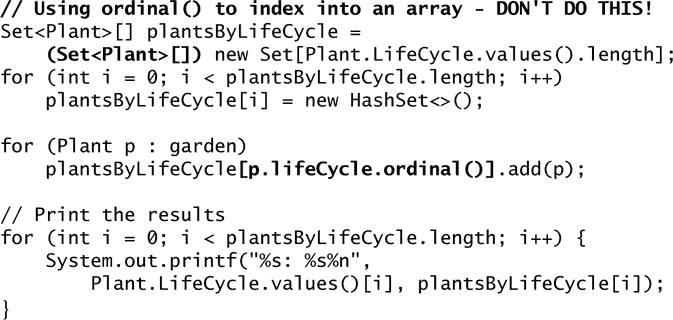 // Using ordinal() to index into an array - DON'T DO THIS!
Set<Plant>[] plantsByLifeCycle =
    (Set<Plant>[]) new Set[Plant.LifeCycle.values().length];
for (int i = 0; i < plantsByLifeCycle.length; i++)
    plantsByLifeCycle[i] = new HashSet<>();

for (Plant p : garden)
    plantsByLifeCycle[p.lifeCycle.ordinal()].add(p);

// Print the results
for (int i = 0; i < plantsByLifeCycle.length; i++) {
    System.out.printf("%s: %s%n",
        Plant.LifeCycle.values()[i], plantsByLifeCycle[i]);
}